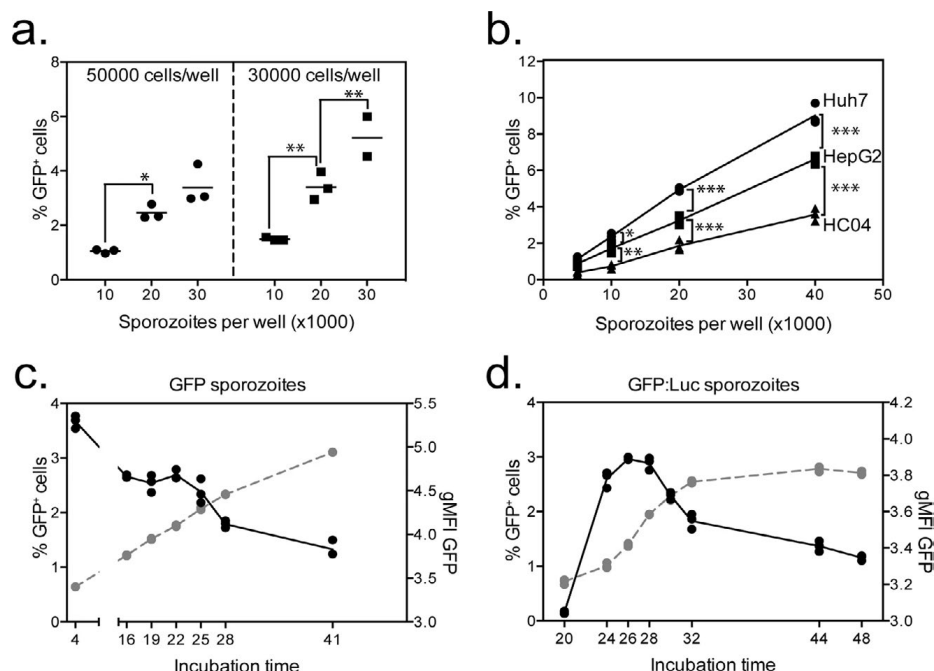 a.
50000 cells/well 30000 cells/well
% GFP+ cells
8
6
4
2
0
*
**
**
10 20 30 10 20 30
Sporozoites per well (x1000)
b.
% GFP+ cells
12
10
8
6
4
2
0
Huh7
***
HepG2
***
HC04
***
***
*
**
0 10 20 30 40 50
Sporozoites per well (x1000)
c.
GFP sporozoites
% GFP+ cells
4
3
2
1
0
5.5
5.0
4.5
4.0
3.5
3.0
gMFI GFP
4 16 19 22 25 28 41
Incubation time
d.
GFP:Luc sporozoites
% GFP+ cells
4
3
2
1
0
4.2
4.0
3.8
3.6
3.4
3.2
3.0
gMFI GFP
20 24 26 28 32 44 48
Incubation time